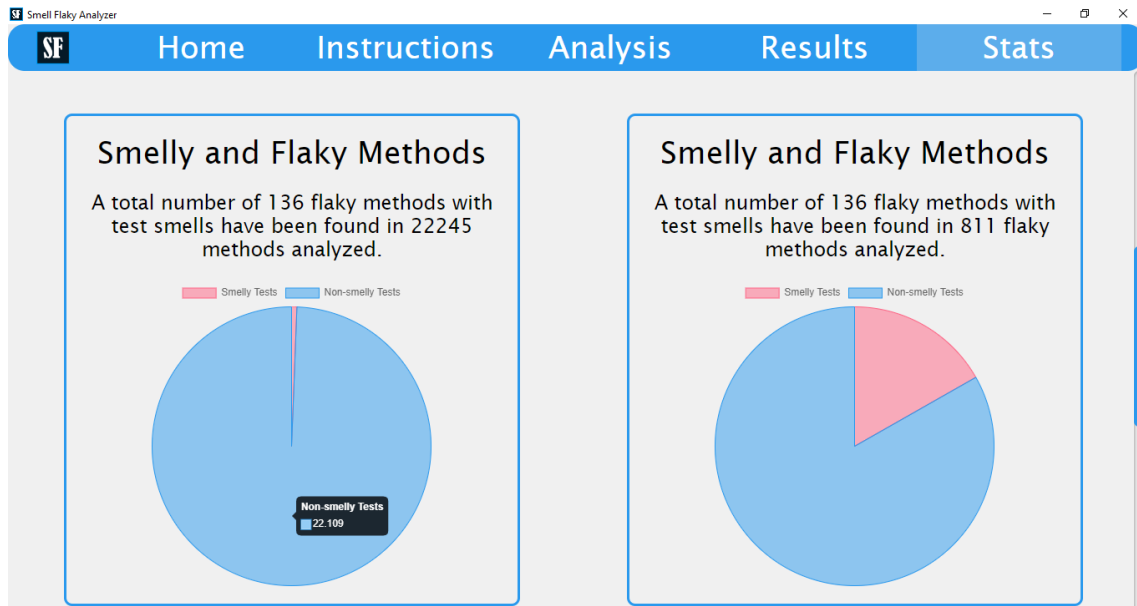 SF Smell Flaky Analyzer
SF Home Instructions Analysis Results Stats
Smelly and Flaky Methods
A total number of 136 flaky methods with
test smells have been found in 22245
methods analyzed.
Smelly Tests Non-smelly Tests
Non-smelly Tests
22.109
Smelly and Flaky Methods
A total number of 136 flaky methods with
test smells have been found in 811 flaky
methods analyzed.
Smelly Tests Non-smelly Tests